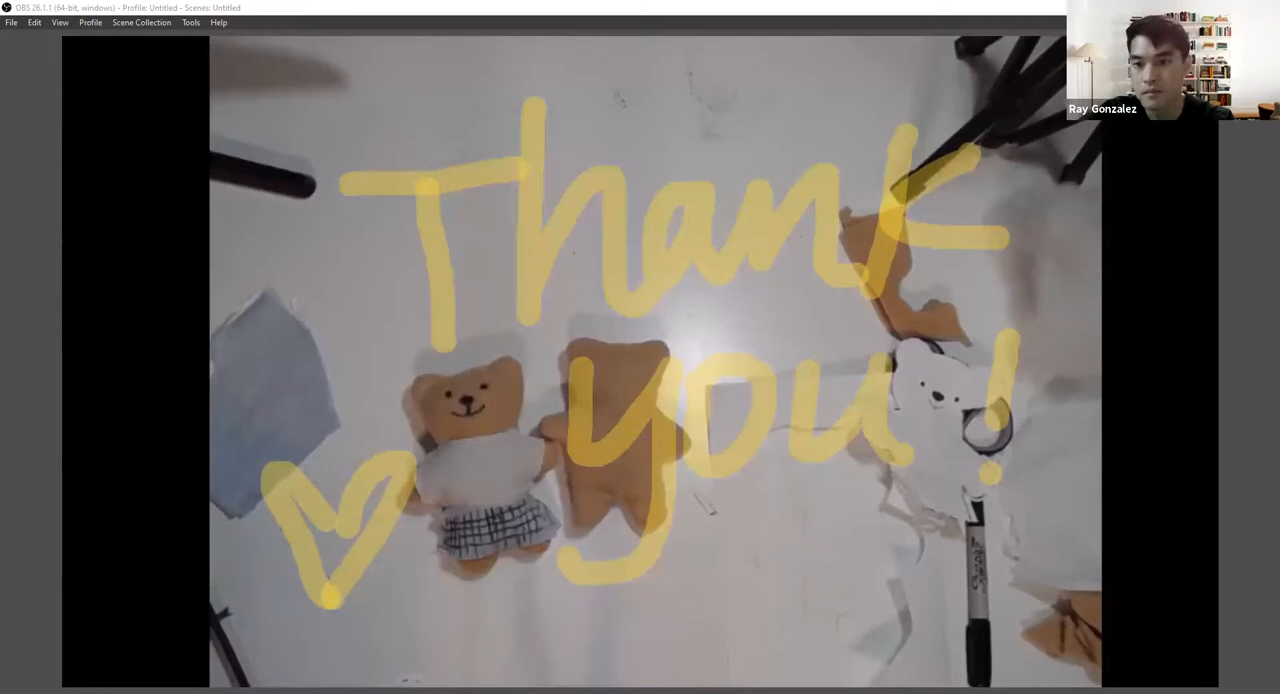 OBS 26.1.1 (64-bit, windows) - Profile: Untitled - Scenes: Untitled
File Edit View Profile Scene Collection Tools Help
Ray Gonzalez
Thank
you!
Sharpie